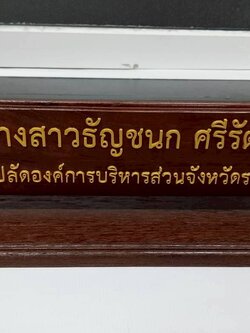 างสาวธัญชนก ศรีรัต
ปลัดองค์การบริหารส่วนจังหวัดร